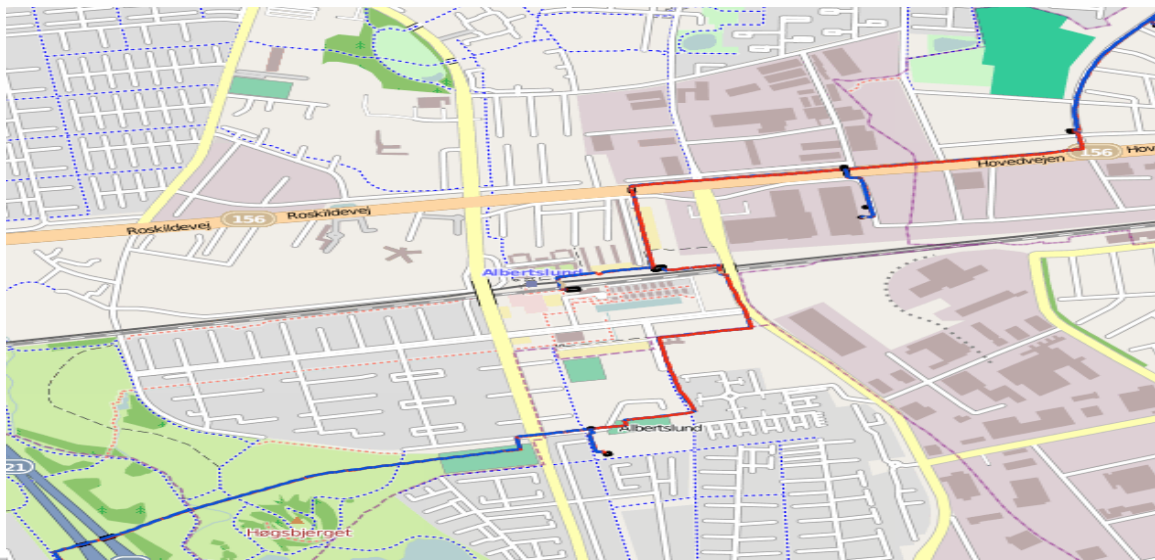 Hovedvejen
156
Hov
156
Roskildevej
Roskildevej
Albertslund
Albertslund
21
Høgsbjerget